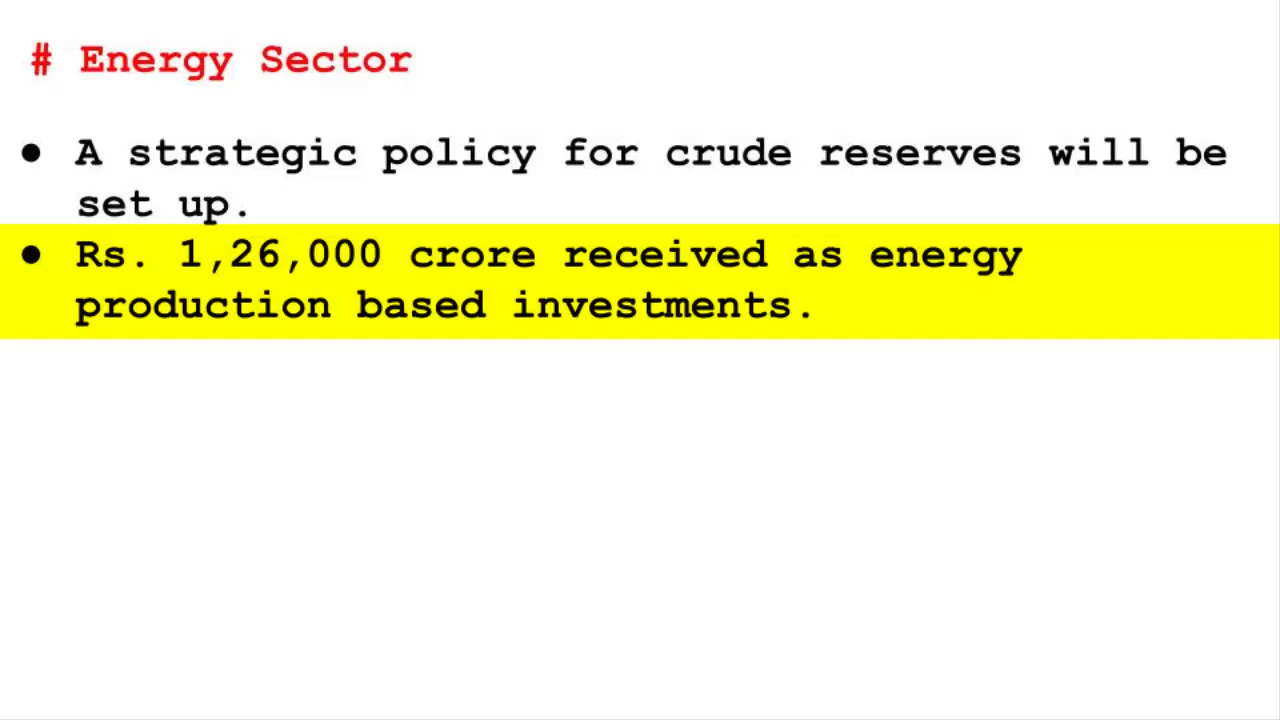 # Energy Sector
● A strategic policy for crude reserves will be
set up.
● Rs. 1,26,000 crore received as energy
production based investments.